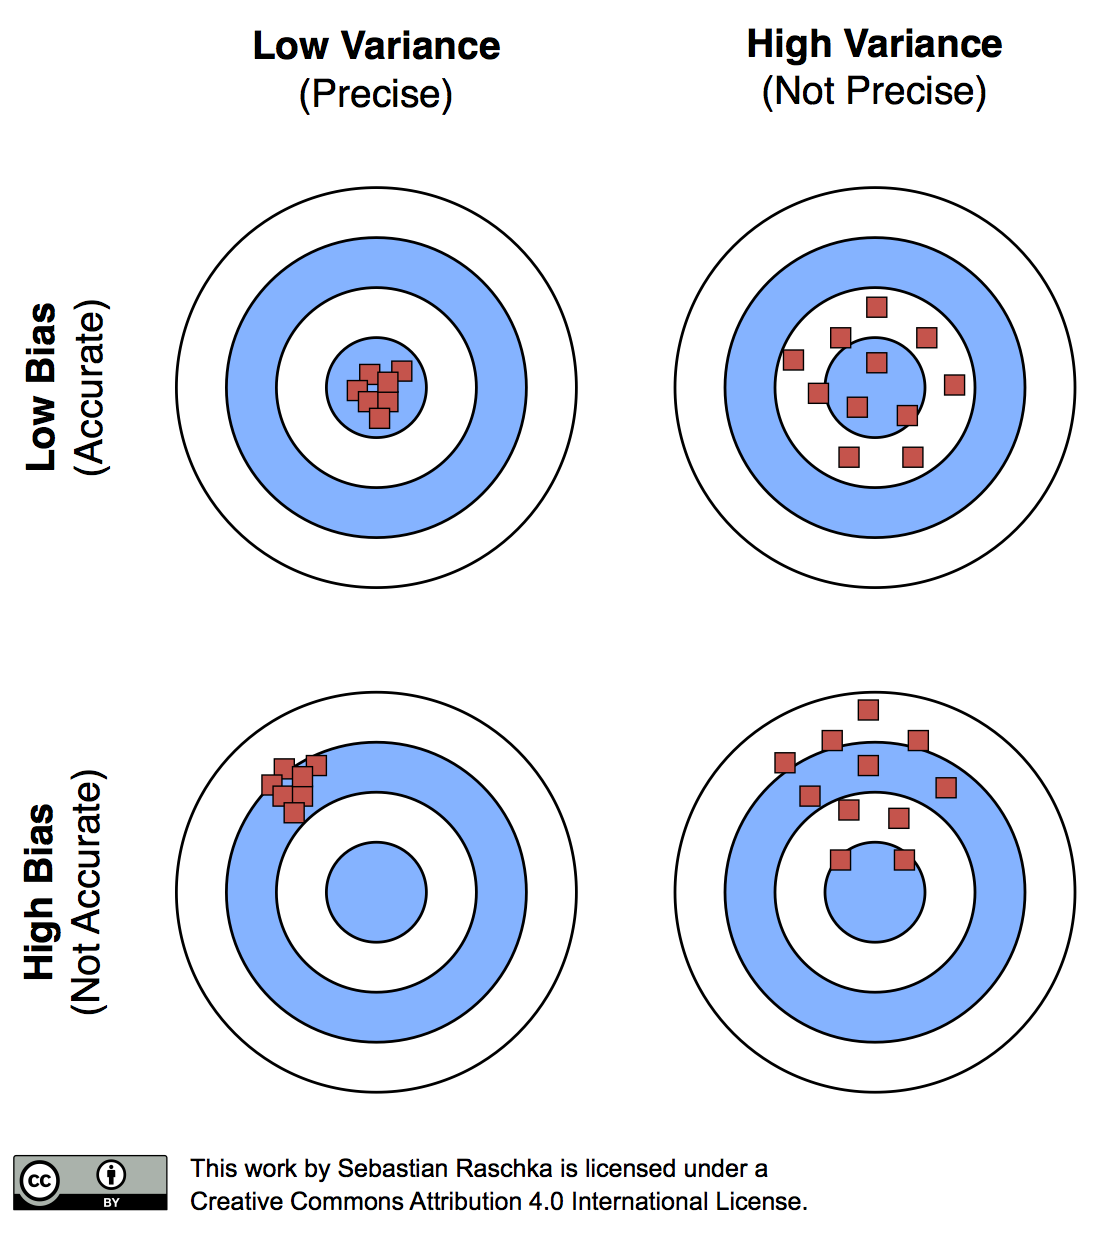 Low Variance
(Precise)
High Variance
(Not Precise)
Low Bias
(Accurate)
High Bias
(Not Accurate)
cc
BY
This work by Sebastian Raschka is licensed under a
Creative Commons Attribution 4.0 International License.